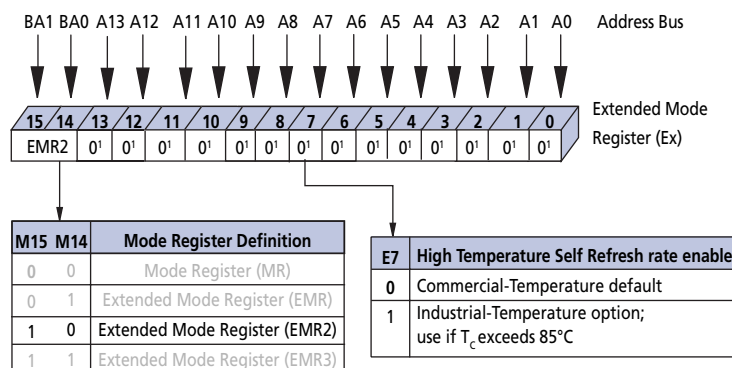 BA1 BA0 A13 A12 A11 A10 A9 A8 A7 A6 A5 A4 A3 A2 A1 A0 Address Bus
15 14 13 12 11 10 9 8 7 6 5 4 3 2 1 0
Extended Mode
Register (Ex)
EMR2 0¹ 0¹ 0¹ 0¹ 0¹ 0¹ 0¹ 0¹ 0¹ 0¹ 0¹ 0¹ 0¹ 0¹
M15 M14 Mode Register Definition
0 0 Mode Register (MR)
0 1 Extended Mode Register (EMR)
1 0 Extended Mode Register (EMR2)
1 1 Extended Mode Register (EMR3)
E7 High Temperature Self Refresh rate enable
0 Commercial-Temperature default
1 Industrial-Temperature option;
use if TC exceeds 85°C